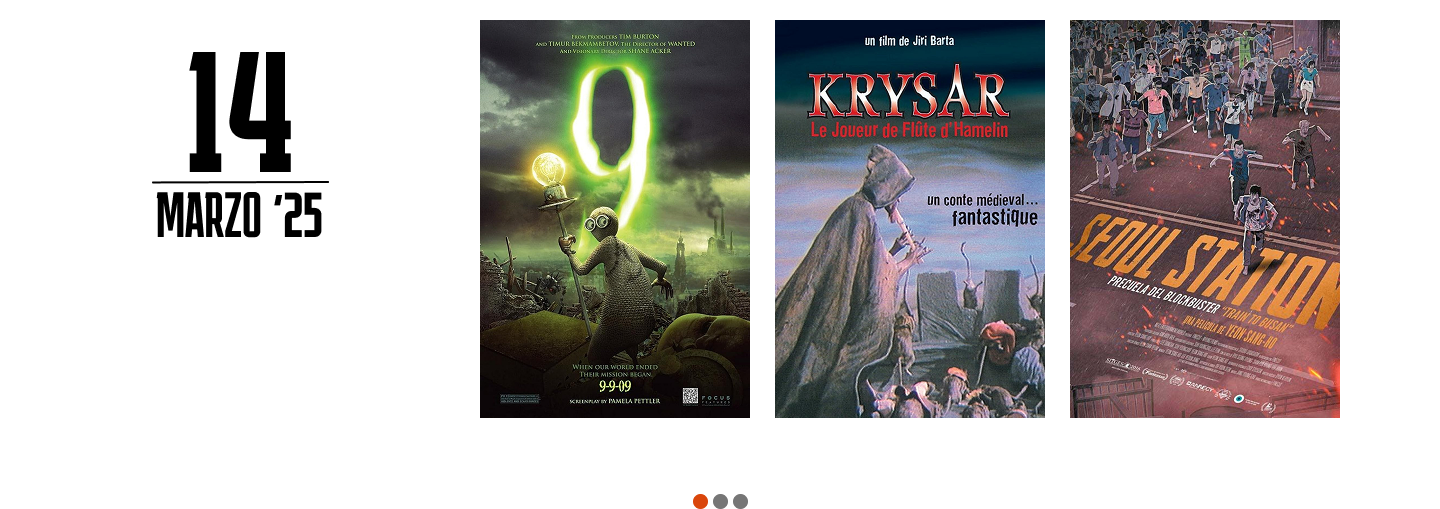 14
MARZO '25
FROM PRODUCERS TIM BURTON
AND TIMUR BEKMAMBETOV, THE DIRECTOR OF WANTED
AND VISIONARY DIRECTOR SHANE ACKER
9
WHEN OUR WORLD ENDED
THEIR MISSION BEGAN.
9-9-09
SCREENPLAY BY PAMELA PETTLER
FOCUS
FEATURES
un film de Jiri Barta
KRYSAR
Le Joueur de Flûte d'Hamelin
un conte médieval...
fantastique
SEOUL STATION
PRECUELA DEL BLOCKBUSTER "TRAIN TO BUSAN"
UNA PELÍCULA DE YEON SANG-HO